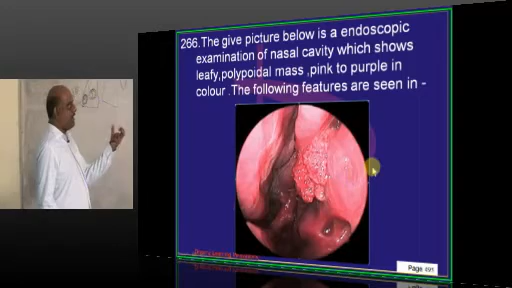 266.The give picture below is a endoscopic
examination of nasal cavity which shows
leafy,polypoidal mass ,pink to purple in
colour .The following features are seen in -
Page 491